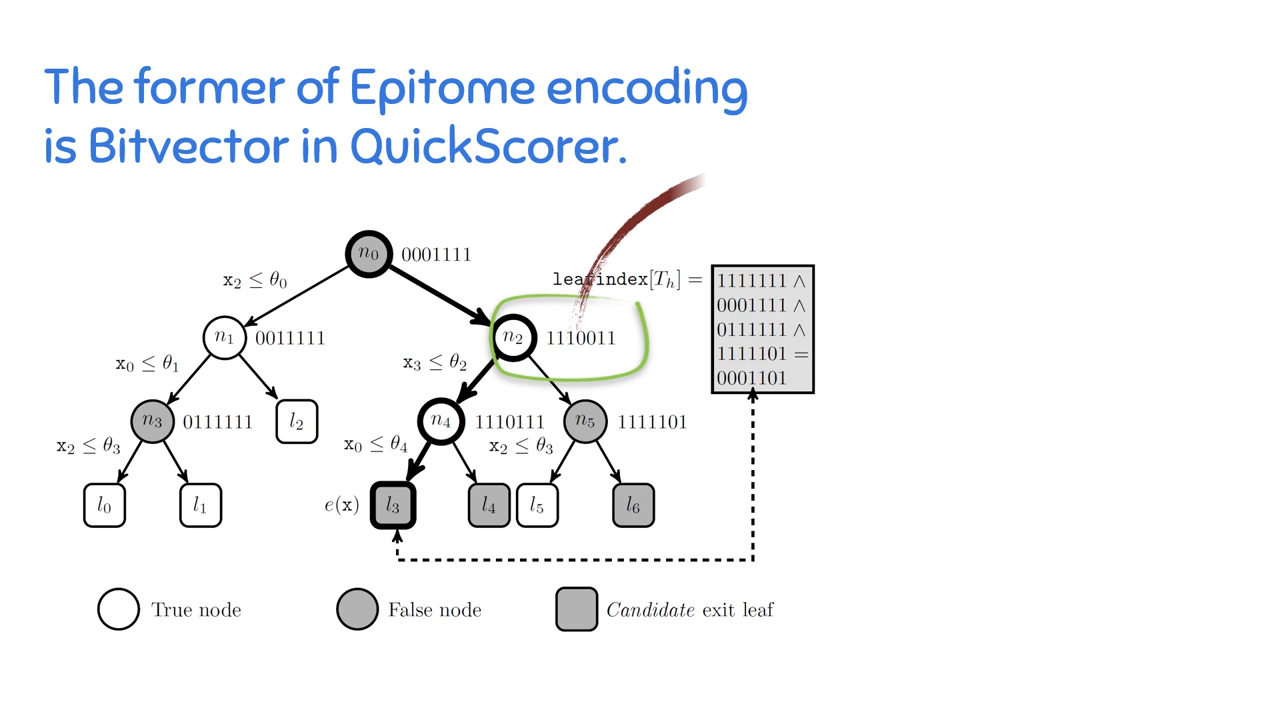 The former of Epitome encoding
is Bitvector in QuickScorer.
n₀ 0001111
x₂ ≤ θ₀
leafindex[Tₕ] =
1111111 ∧
0001111 ∧
0111111 ∧
1111101 =
0001101
n₁ 0011111
n₂ 1110011
x₀ ≤ θ₁
x₃ ≤ θ₂
n₃ 0111111
l₂
n₄ 1110111
n₅ 1111101
x₂ ≤ θ₃
x₀ ≤ θ₄
x₂ ≤ θ₃
l₀
l₁
e(x)
l₃
l₄
l₅
l₆
True node
False node
Candidate exit leaf